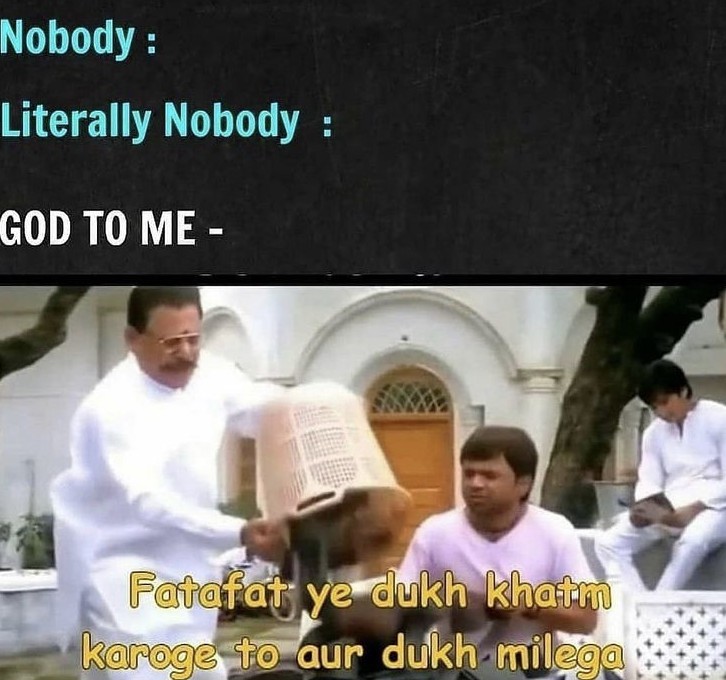 Nobody :
Literally Nobody :
GOD TO ME -
Fatafat ye dukh khatm
karoge to aur dukh milega